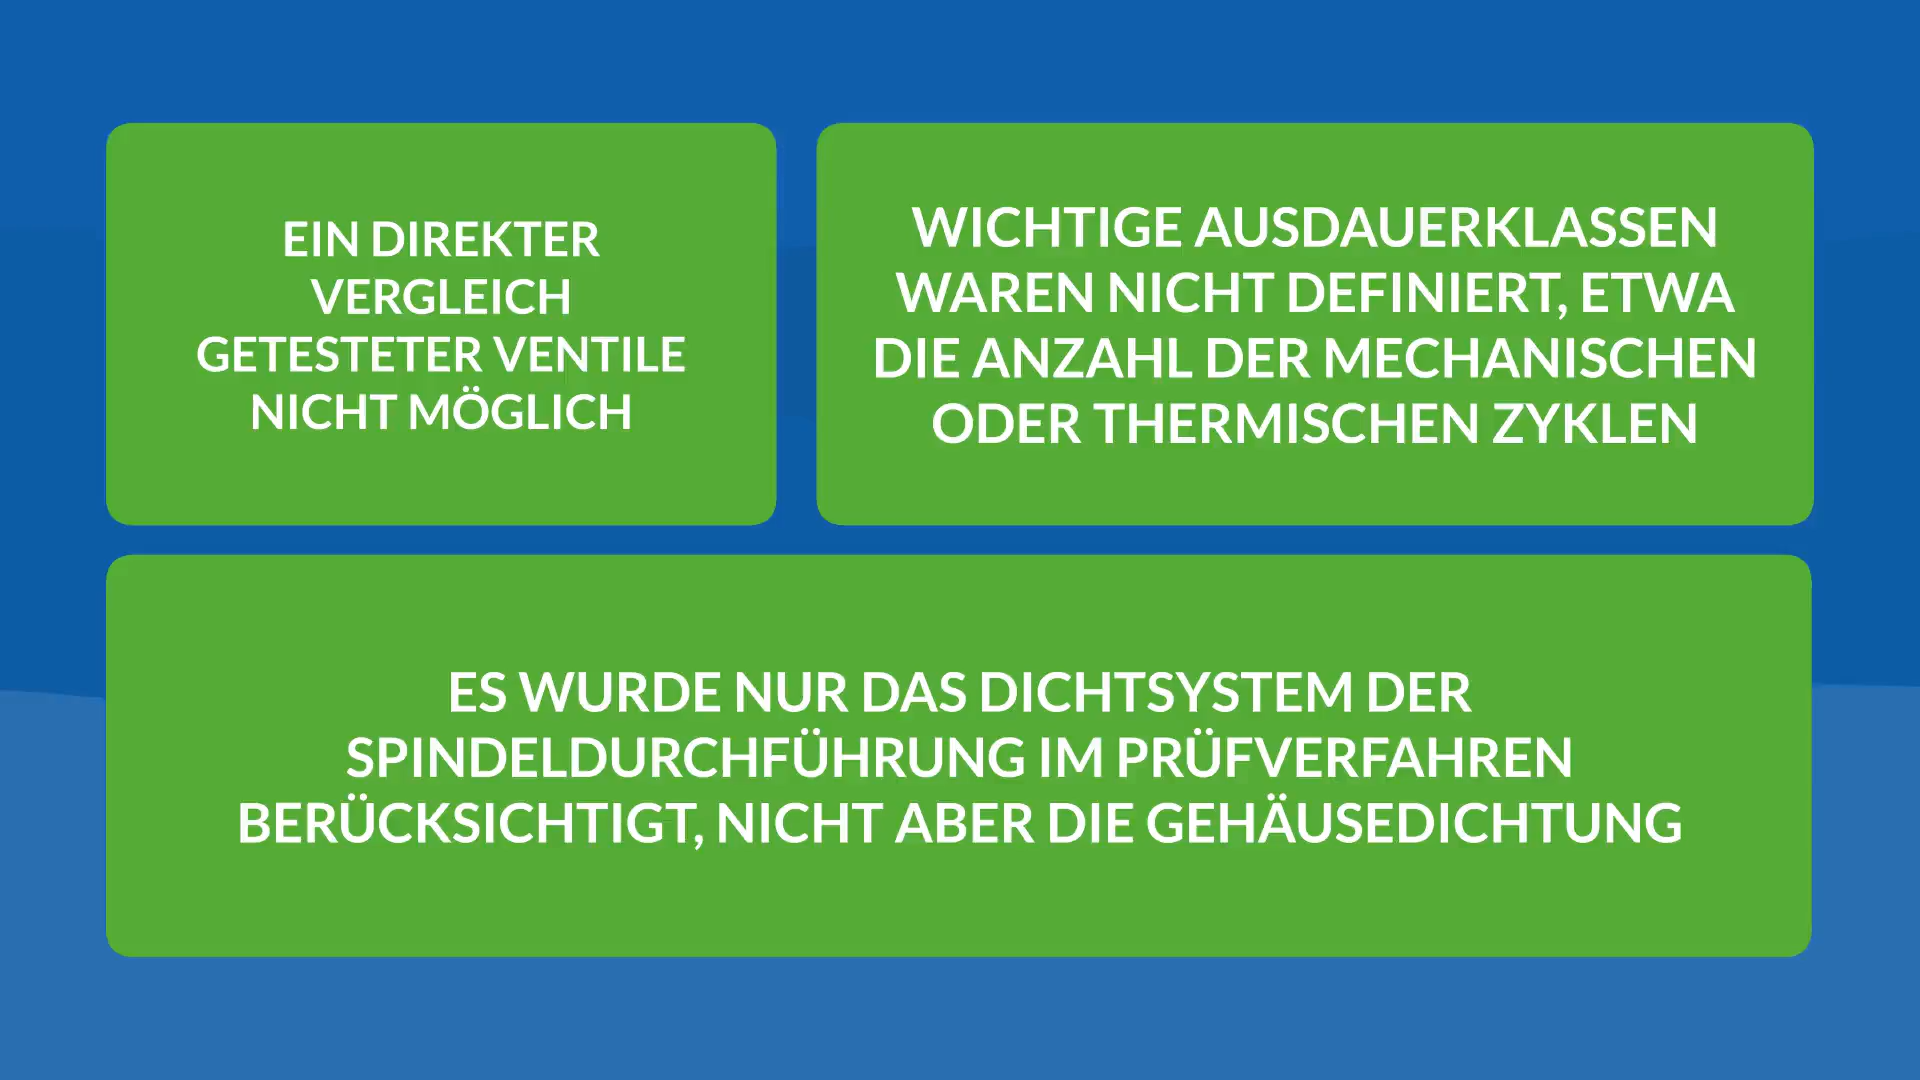 EIN DIREKTER
VERGLEICH
GETESTETER VENTILE
NICHT MÖGLICH
WICHTIGE AUSDAUERKLASSEN
WAREN NICHT DEFINIERT, ETWA
DIE ANZAHL DER MECHANISCHEN
ODER THERMISCHEN ZYKLEN
ES WURDE NUR DAS DICHTSYSTEM DER
SPINDELDURCHFÜHRUNG IM PRÜFVERFAHREN
BERÜCKSICHTIGT, NICHT ABER DIE GEHÄUSEDICHTUNG